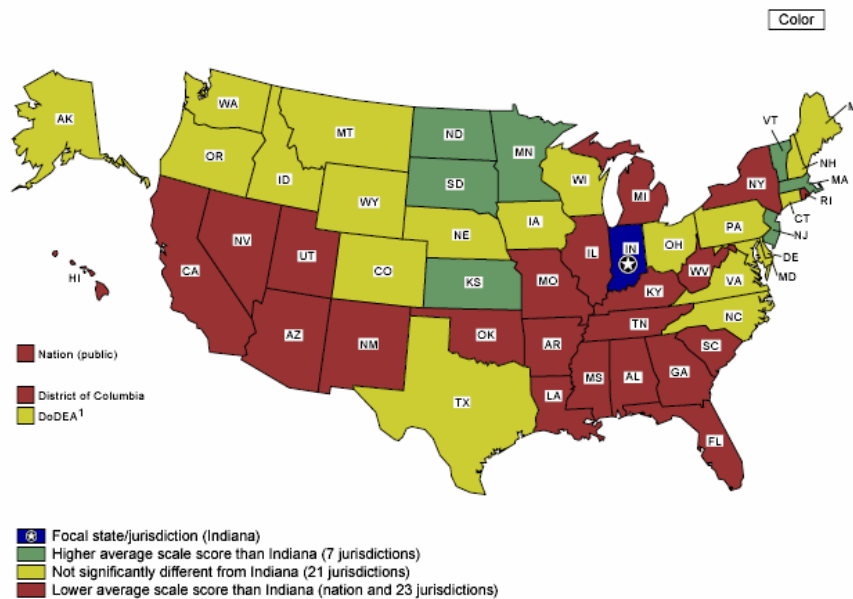 Color
AK
WA
MT
ND
MN
VT
M
OR
ID
WY
SD
WI
MI
NY
NH
MA
RI
CT
NV
UT
NE
IA
PA
NJ
CA
CO
KS
IL
IN
OH
DE
MD
HI
MO
WV
VA
KY
NC
AZ
NM
OK
AR
TN
SC
MS
AL
GA
TX
LA
FL
Nation (public)
District of Columbia
DoDEA¹
Focal state/jurisdiction (Indiana)
Higher average scale score than Indiana (7 jurisdictions)
Not significantly different from Indiana (21 jurisdictions)
Lower average scale score than Indiana (nation and 23 jurisdictions)